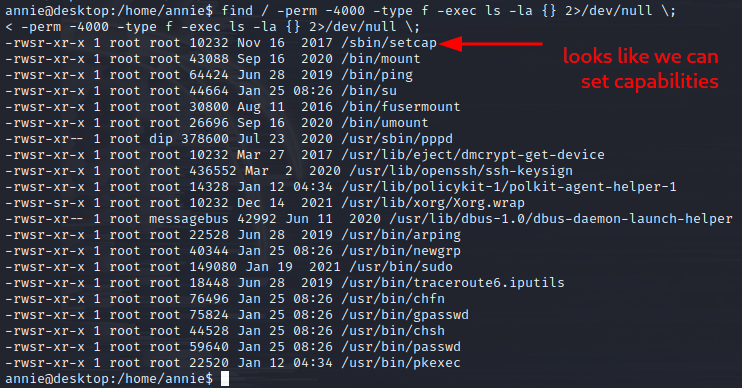 annie@desktop:/home/annie$ find / -perm -4000 -type f -exec ls -la {} 2>/dev/null \;
< -perm -4000 -type f -exec ls -la {} 2>/dev/null \;
-rwsr-xr-x 1 root root 10232 Nov 16  2017 /sbin/setcap
-rwsr-xr-x 1 root root 43088 Sep 16  2020 /bin/mount
looks like we can
set capabilities
-rwsr-xr-x 1 root root 64424 Jun 28  2019 /bin/ping
-rwsr-xr-x 1 root root 44664 Jan 25 08:26 /bin/su
-rwsr-xr-x 1 root root 30800 Aug 11  2016 /bin/fusermount
-rwsr-xr-x 1 root root 26696 Sep 16  2020 /bin/umount
-rwsr-xr-- 1 root dip 378600 Jul 23  2020 /usr/sbin/pppd
-rwsr-xr-x 1 root root 10232 Mar 27  2017 /usr/lib/eject/dmcrypt-get-device
-rwsr-xr-x 1 root root 436552 Mar  2  2020 /usr/lib/openssh/ssh-keysign
-rwsr-xr-x 1 root root 14328 Jan 12 04:34 /usr/lib/policykit-1/polkit-agent-helper-1
-rwsr-sr-x 1 root root 10232 Dec 14  2021 /usr/lib/xorg/Xorg.wrap
-rwsr-xr-- 1 root messagebus 42992 Jun 11  2020 /usr/lib/dbus-1.0/dbus-daemon-launch-helper
-rwsr-xr-x 1 root root 22528 Jun 28  2019 /usr/bin/arping
-rwsr-xr-x 1 root root 40344 Jan 25 08:26 /usr/bin/newgrp
-rwsr-xr-x 1 root root 149080 Jan 19  2021 /usr/bin/sudo
-rwsr-xr-x 1 root root 18448 Jun 28  2019 /usr/bin/traceroute6.iputils
-rwsr-xr-x 1 root root 76496 Jan 25 08:26 /usr/bin/chfn
-rwsr-xr-x 1 root root 75824 Jan 25 08:26 /usr/bin/gpasswd
-rwsr-xr-x 1 root root 44528 Jan 25 08:26 /usr/bin/chsh
-rwsr-xr-x 1 root root 59640 Jan 25 08:26 /usr/bin/passwd
-rwsr-xr-x 1 root root 22520 Jan 12 04:34 /usr/bin/pkexec
annie@desktop:/home/annie$